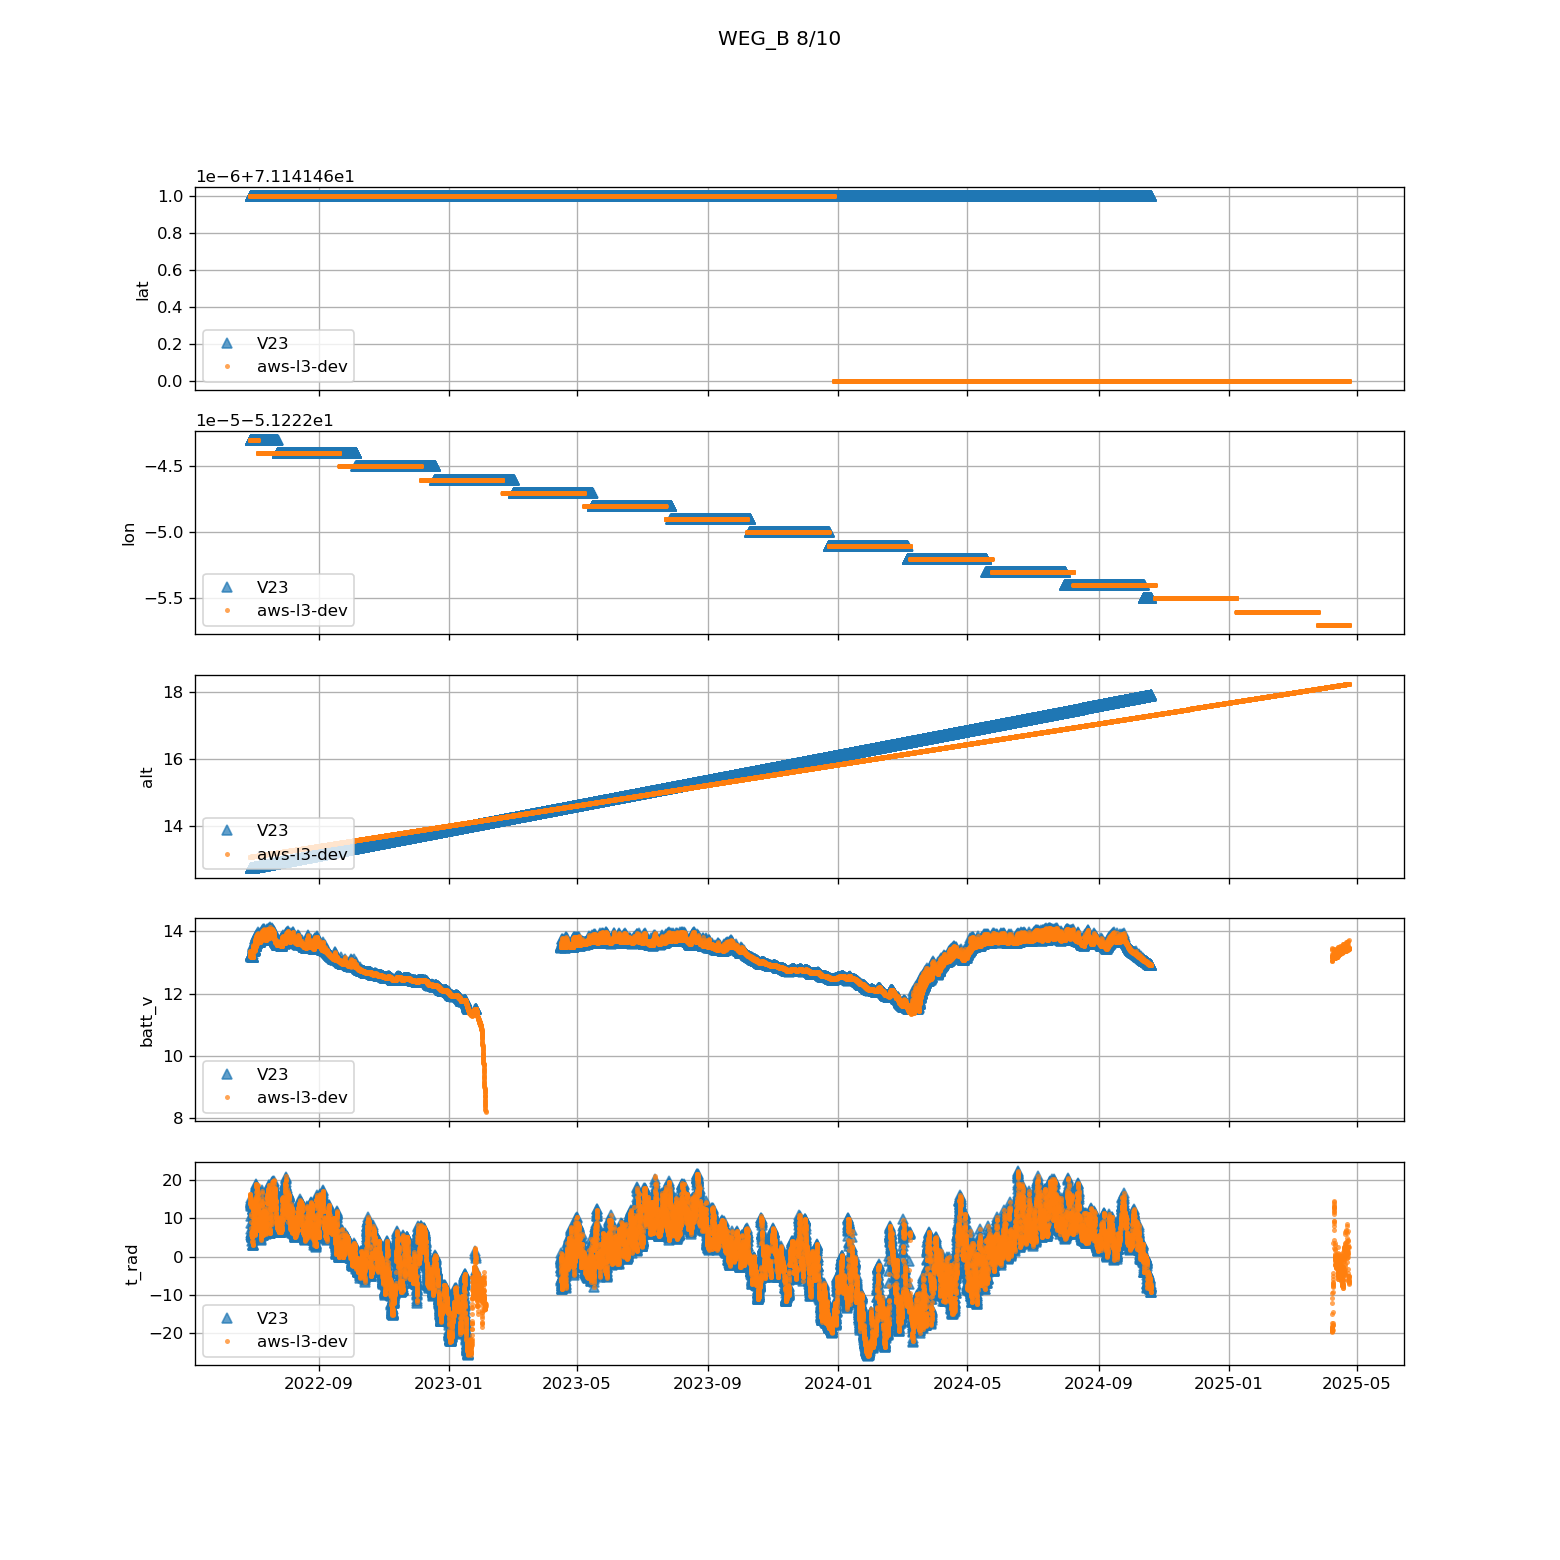 WEG_B 8/10
1e−6+7.114146e1
1.0
0.8
0.6
0.4
0.2
0.0
lat
V23
aws-l3-dev
1e−5−5.1222e1
−4.5
−5.0
−5.5
lon
V23
aws-l3-dev
18
16
14
alt
V23
aws-l3-dev
14
12
10
8
batt_v
V23
aws-l3-dev
20
10
0
−10
−20
t_rad
V23
aws-l3-dev
2022-09 2023-01 2023-05 2023-09 2024-01 2024-05 2024-09 2025-01 2025-05